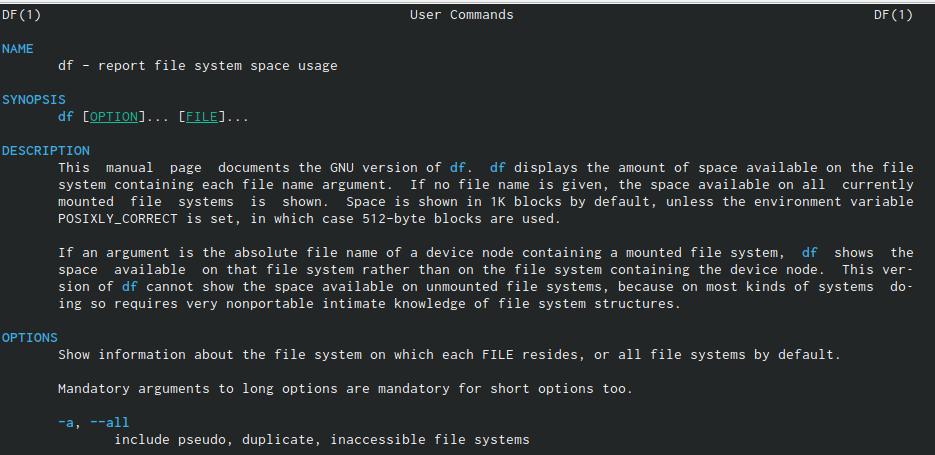 DF(1) User Commands DF(1)
NAME
df - report file system space usage
SYNOPSIS
df [OPTION]... [FILE]...
DESCRIPTION
This manual page documents the GNU version of df. df displays the amount of space available on the file
system containing each file name argument. If no file name is given, the space available on all currently
mounted file systems is shown. Space is shown in 1K blocks by default, unless the environment variable
POSIXLY_CORRECT is set, in which case 512-byte blocks are used.
If an argument is the absolute file name of a device node containing a mounted file system, df shows the
space available on that file system rather than on the file system containing the device node. This ver-
sion of df cannot show the space available on unmounted file systems, because on most kinds of systems do-
ing so requires very nonportable intimate knowledge of file system structures.
OPTIONS
Show information about the file system on which each FILE resides, or all file systems by default.
Mandatory arguments to long options are mandatory for short options too.
-a, --all
include pseudo, duplicate, inaccessible file systems